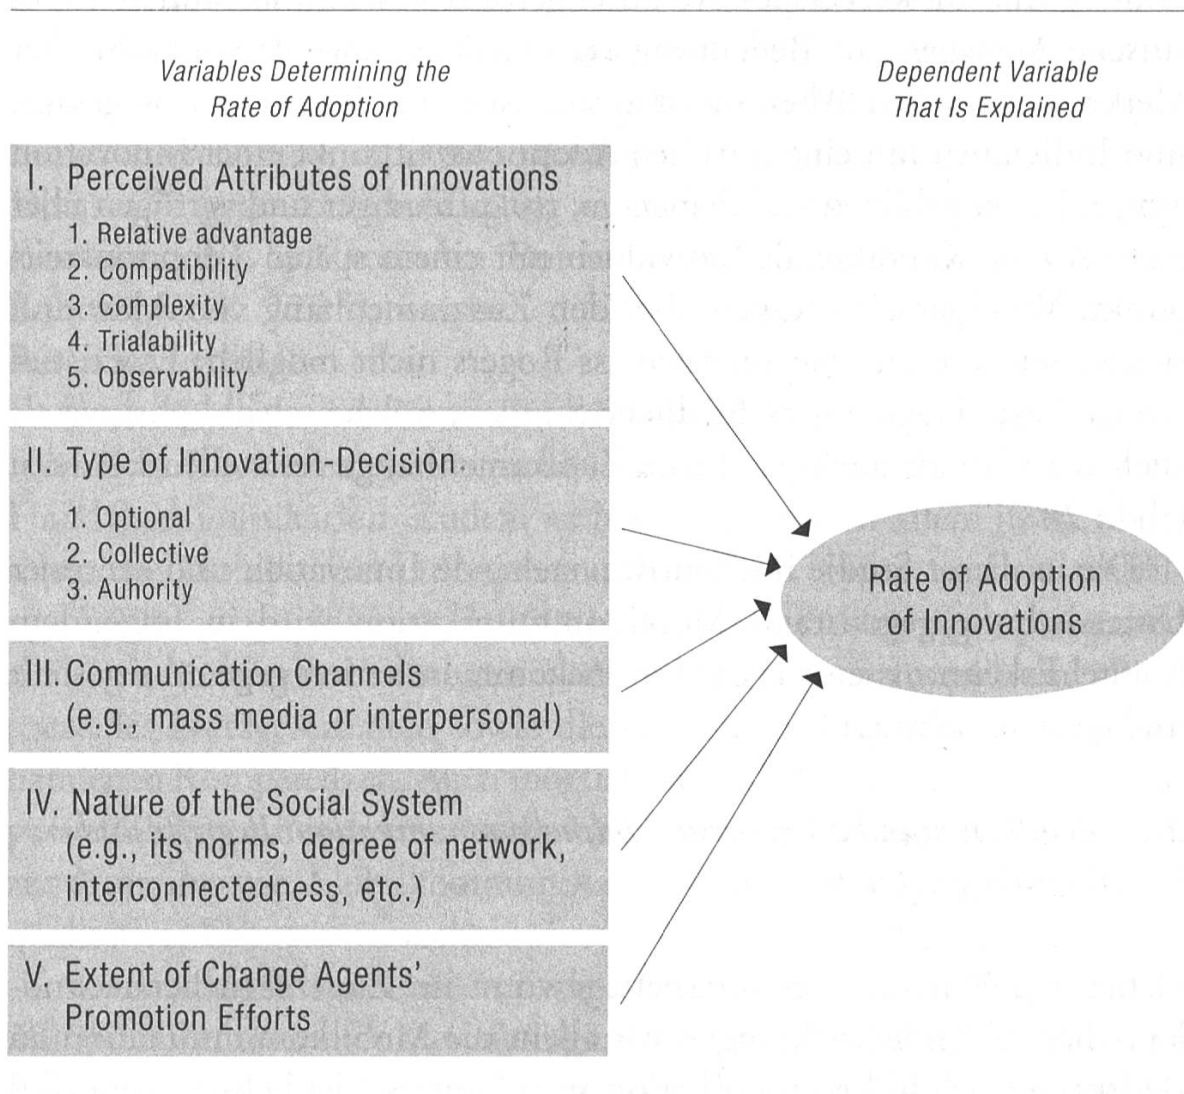 Variables Determining the
Rate of Adoption
Dependent Variable
That Is Explained
I. Perceived Attributes of Innovations
1. Relative advantage
2. Compatibility
3. Complexity
4. Trialability
5. Observability
II. Type of Innovation-Decision
1. Optional
2. Collective
3. Auhority
III. Communication Channels
(e.g., mass media or interpersonal)
IV. Nature of the Social System
(e.g., its norms, degree of network,
interconnectedness, etc.)
V. Extent of Change Agents’
Promotion Efforts
Rate of Adoption
of Innovations